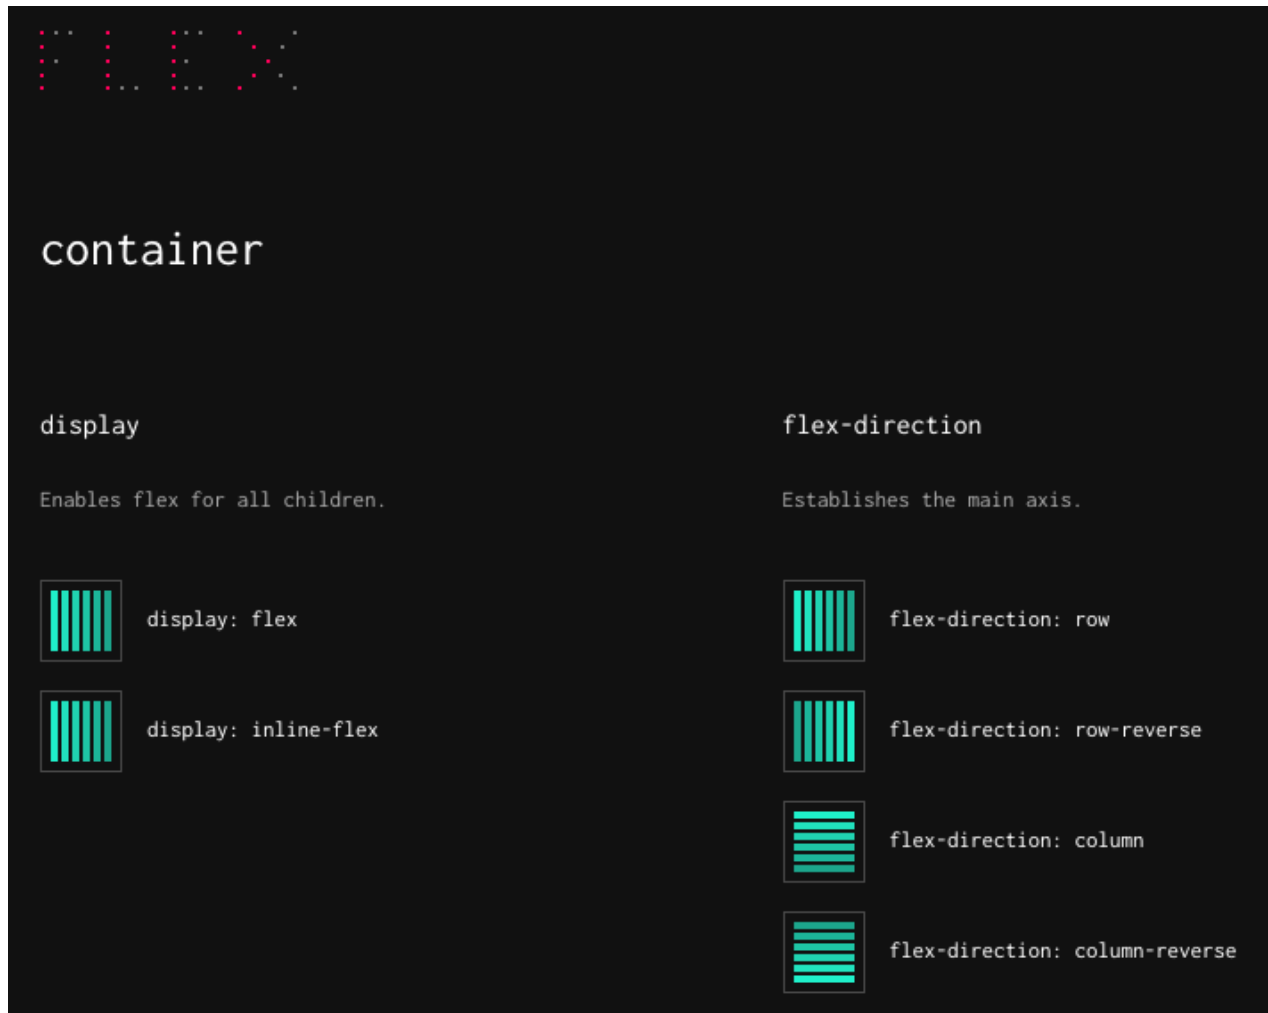 FLEX
container
display
Enables flex for all children.
display: flex
display: inline-flex
flex-direction
Establishes the main axis.
flex-direction: row
flex-direction: row-reverse
flex-direction: column
flex-direction: column-reverse